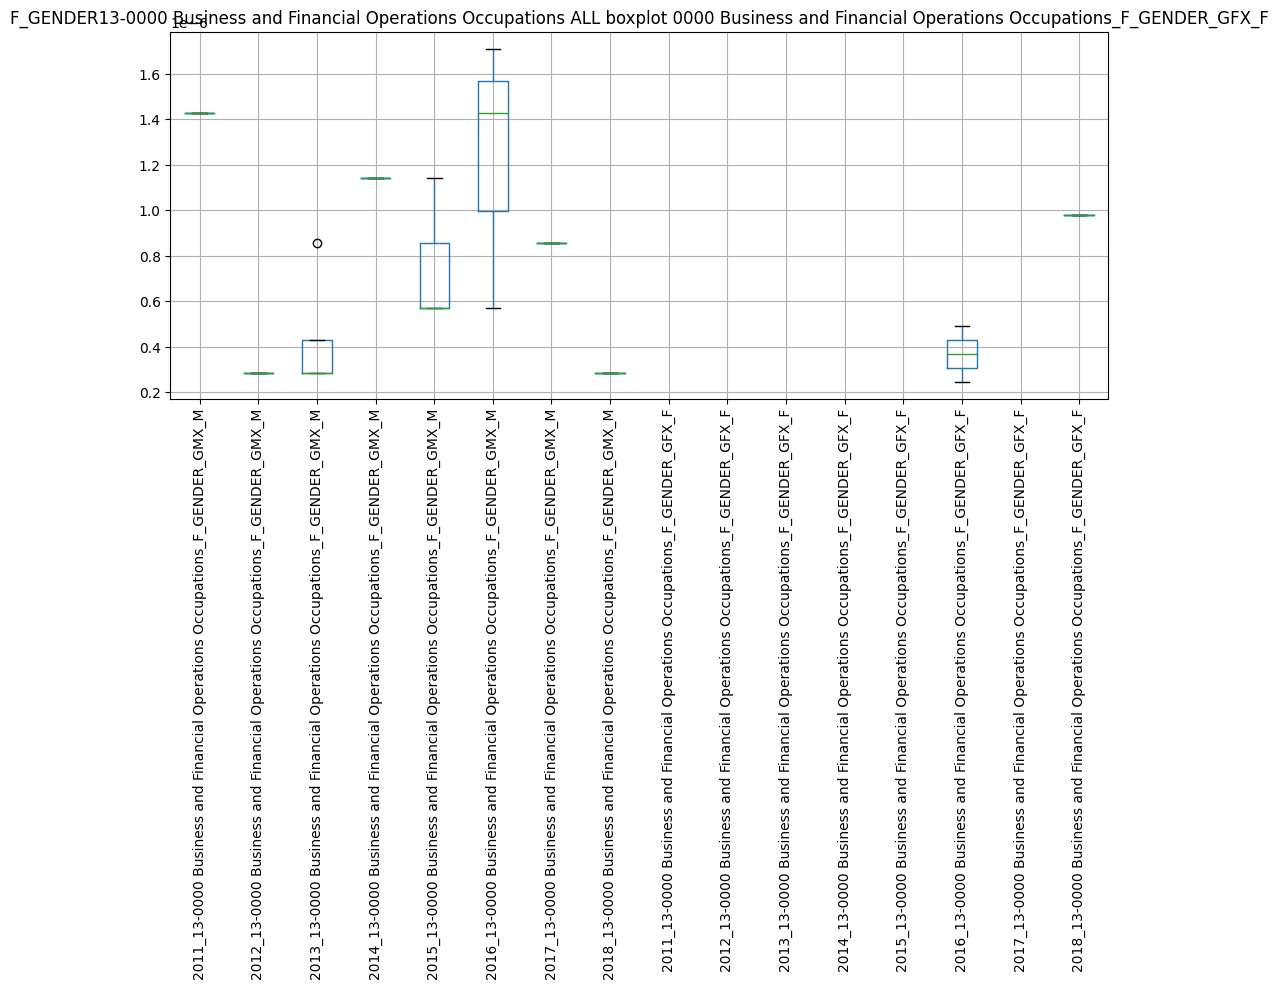 F_GENDER13-0000 Business and Financial Operations Occupations ALL boxplot 0000 Business and Financial Operations Occupations_F_GENDER_GFX_F
1e−6
1.6
1.4
1.2
1.0
0.8
0.6
0.4
0.2
2011_13-0000 Business and Financial Operations Occupations_F_GENDER_GMX_M
2012_13-0000 Business and Financial Operations Occupations_F_GENDER_GMX_M
2013_13-0000 Business and Financial Operations Occupations_F_GENDER_GMX_M
2014_13-0000 Business and Financial Operations Occupations_F_GENDER_GMX_M
2015_13-0000 Business and Financial Operations Occupations_F_GENDER_GMX_M
2016_13-0000 Business and Financial Operations Occupations_F_GENDER_GMX_M
2017_13-0000 Business and Financial Operations Occupations_F_GENDER_GMX_M
2018_13-0000 Business and Financial Operations Occupations_F_GENDER_GMX_M
2011_13-0000 Business and Financial Operations Occupations_F_GENDER_GFX_F
2012_13-0000 Business and Financial Operations Occupations_F_GENDER_GFX_F
2013_13-0000 Business and Financial Operations Occupations_F_GENDER_GFX_F
2014_13-0000 Business and Financial Operations Occupations_F_GENDER_GFX_F
2015_13-0000 Business and Financial Operations Occupations_F_GENDER_GFX_F
2016_13-0000 Business and Financial Operations Occupations_F_GENDER_GFX_F
2017_13-0000 Business and Financial Operations Occupations_F_GENDER_GFX_F
2018_13-0000 Business and Financial Operations Occupations_F_GENDER_GFX_F